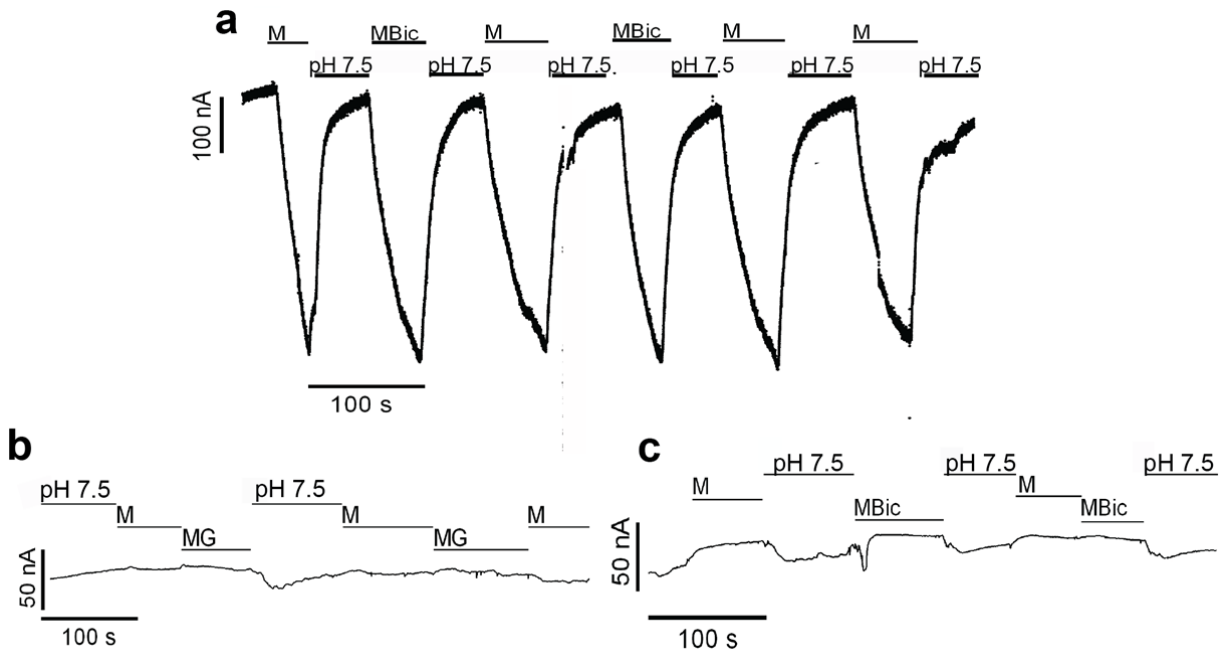 a
M MBic M MBic M M
pH 7.5 pH 7.5 pH 7.5 pH 7.5 pH 7.5 pH 7.5
100 nA
100 s
b
pH 7.5 pH 7.5
M M M
MG MG
50 nA
100 s
c
pH 7.5 pH 7.5 pH 7.5
M M
MBic MBic
50 nA
100 s